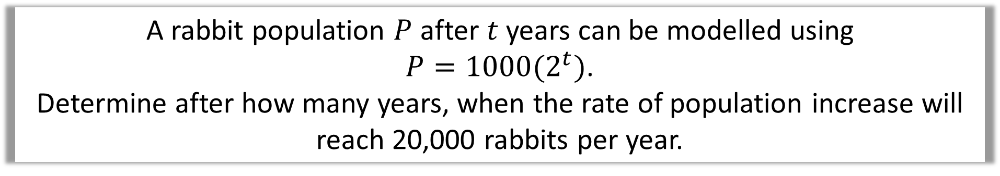 A rabbit population 𝑃 after 𝑡 years can be modelled using
𝑃 = 1000(2ᵗ).
Determine after how many years, when the rate of population increase will
reach 20,000 rabbits per year.